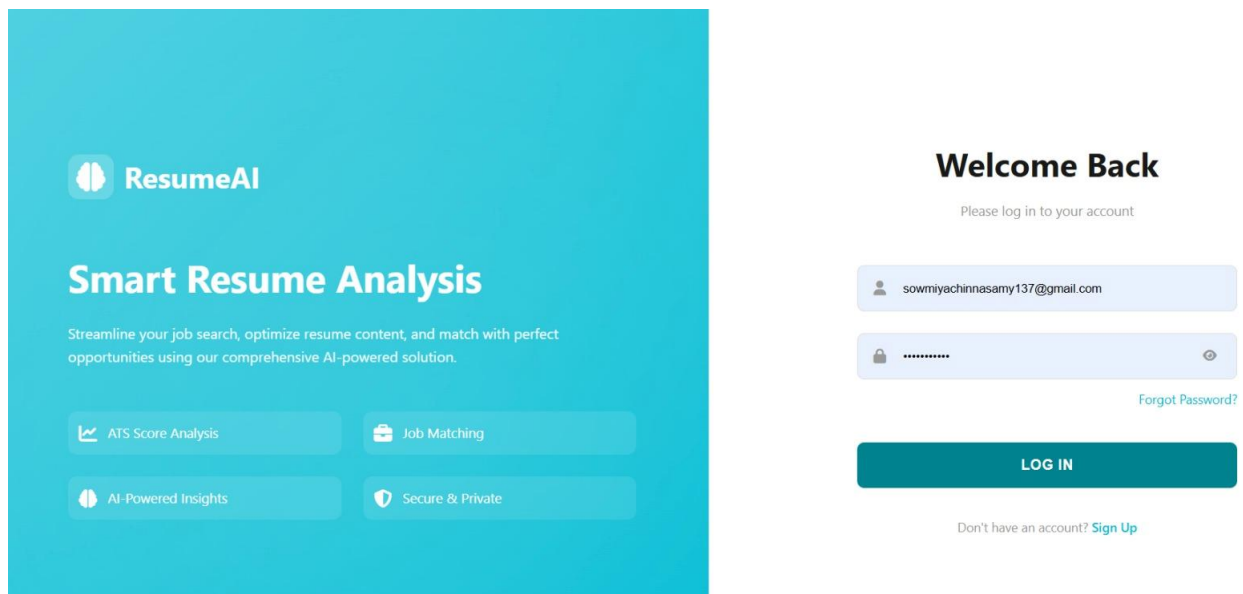 ResumeAI
Smart Resume Analysis
Streamline your job search, optimize resume content, and match with perfect
opportunities using our comprehensive AI-powered solution.
ATS Score Analysis
Job Matching
AI-Powered Insights
Secure & Private
Welcome Back
Please log in to your account
sowmiyachinnasamy137@gmail.com
•••••••••••
Forgot Password?
LOG IN
Don't have an account? Sign Up